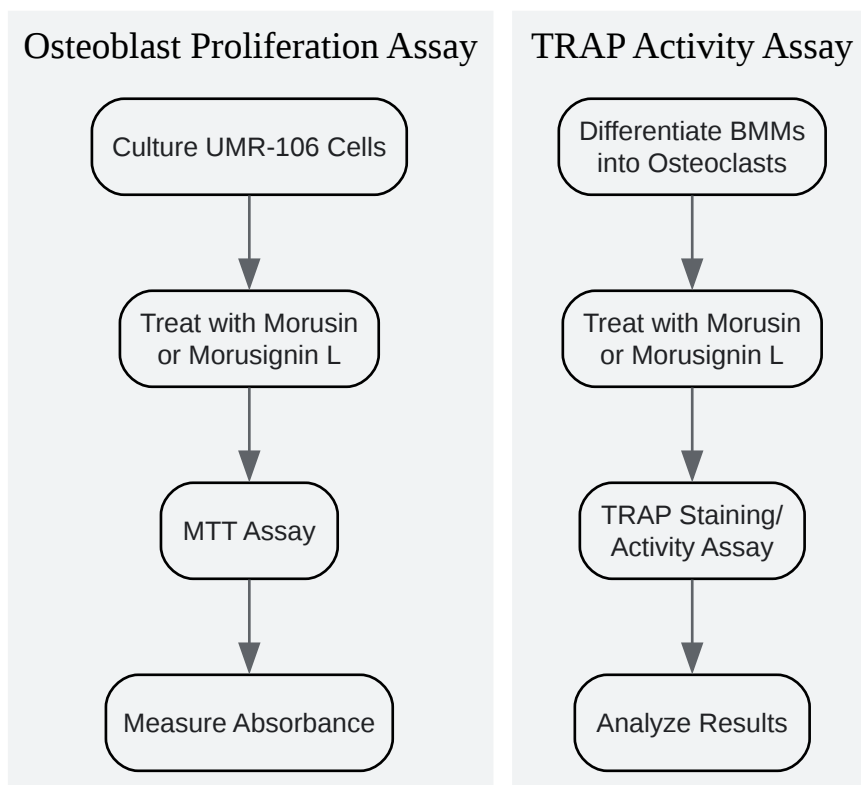 Osteoblast Proliferation Assay
Culture UMR-106 Cells
Treat with Morusin
or Morusignin L
MTT Assay
Measure Absorbance
TRAP Activity Assay
Differentiate BMMs
into Osteoclasts
Treat with Morusin
or Morusignin L
TRAP Staining/
Activity Assay
Analyze Results